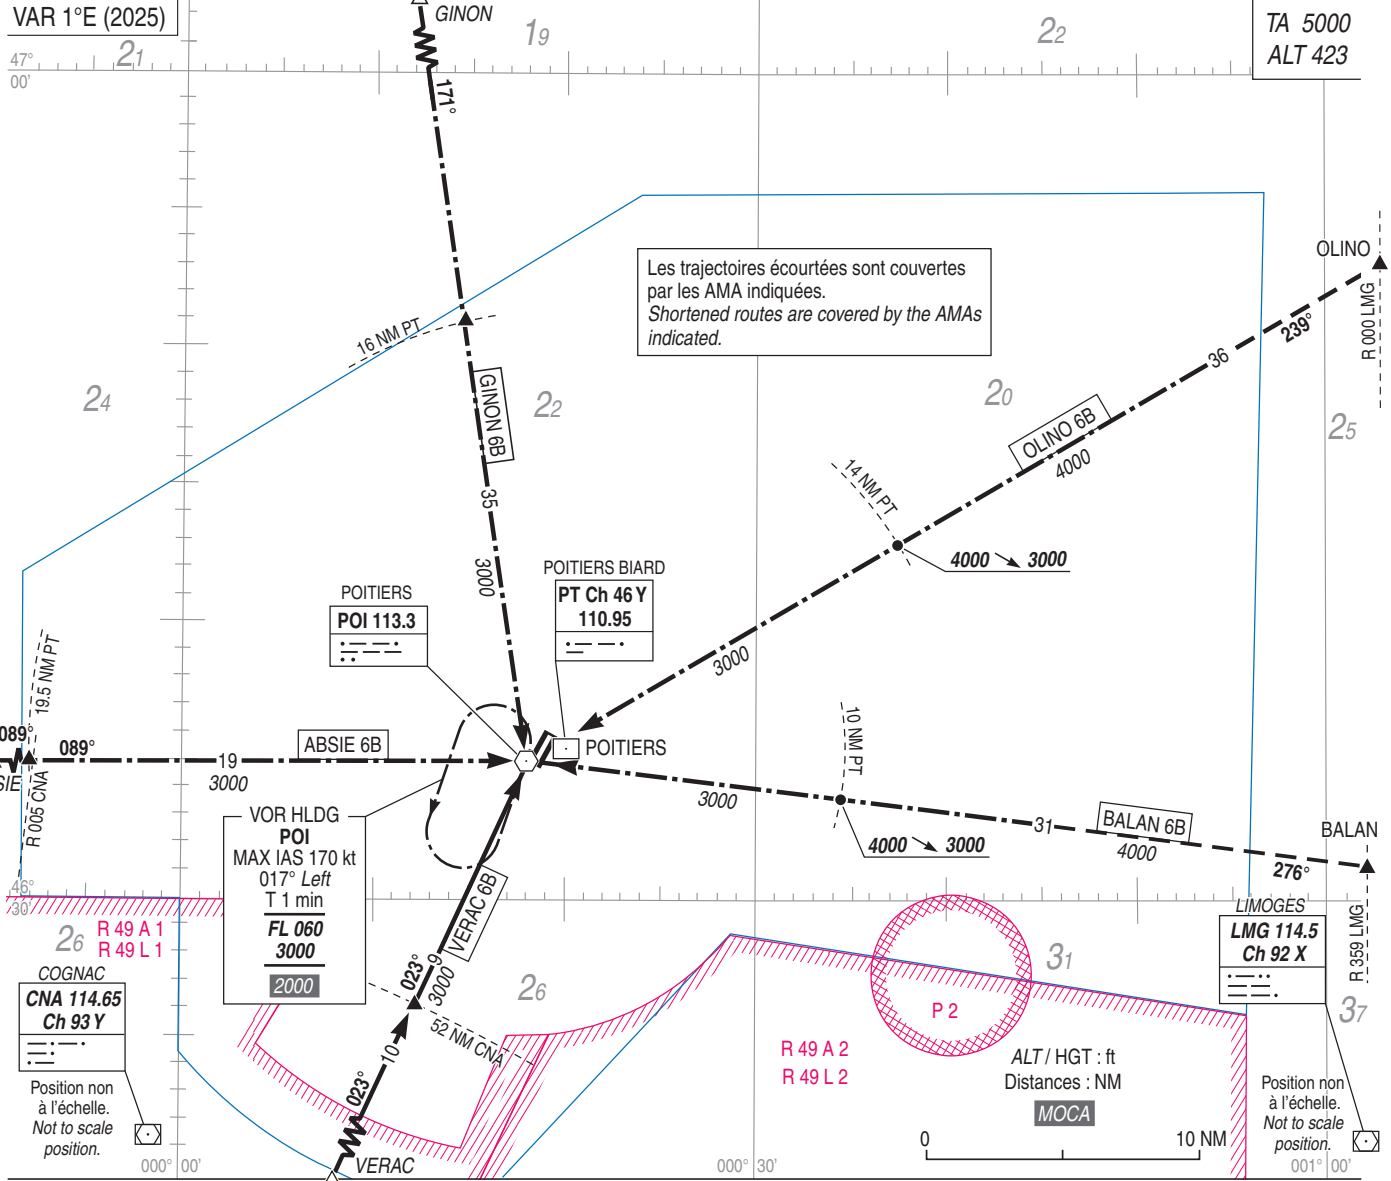 VAR 1°E (2025)
GINON
TA 5000
ALT 423
21
19
22
47°
00'
171°
OLINO
Les trajectoires écourtées sont couvertes
par les AMA indiquées.
Shortened routes are covered by the AMAs
indicated.
R 000 LMG
239°
36
16 NM PT
24
GINON 6B
22
20
OLINO 6B
4000
25
14 NM PT
35
3000
4000 3000
POITIERS
POI 113.3
POITIERS BIARD
PT Ch 46 Y
110.95
3000
19.5 NM PT
089°
089°
ABSIE 6B
19
3000
SIE
R 005 CNA
POITIERS
10 NM PT
3000
31
BALAN 6B
4000
BALAN
276°
4000 3000
VOR HLDG
POI
MAX IAS 170 kt
017° Left
T 1 min
FL 060
3000
2000
VERAC 6B
46°
30'
R 49 A 1
R 49 L 1
26
LIMOGES
LMG 114.5
Ch 92 X
R 359 LMG
COGNAC
CNA 114.65
Ch 93 Y
023°
9
3000
26
31
37
P 2
52 NM CNA
10
023°
R 49 A 2
R 49 L 2
ALT / HGT : ft
Distances : NM
MOCA
Position non
à l'échelle.
Not to scale
position.
Position non
à l'échelle.
Not to scale
position.
0 10 NM
VERAC
000° 00'
000° 30'
001° 00'